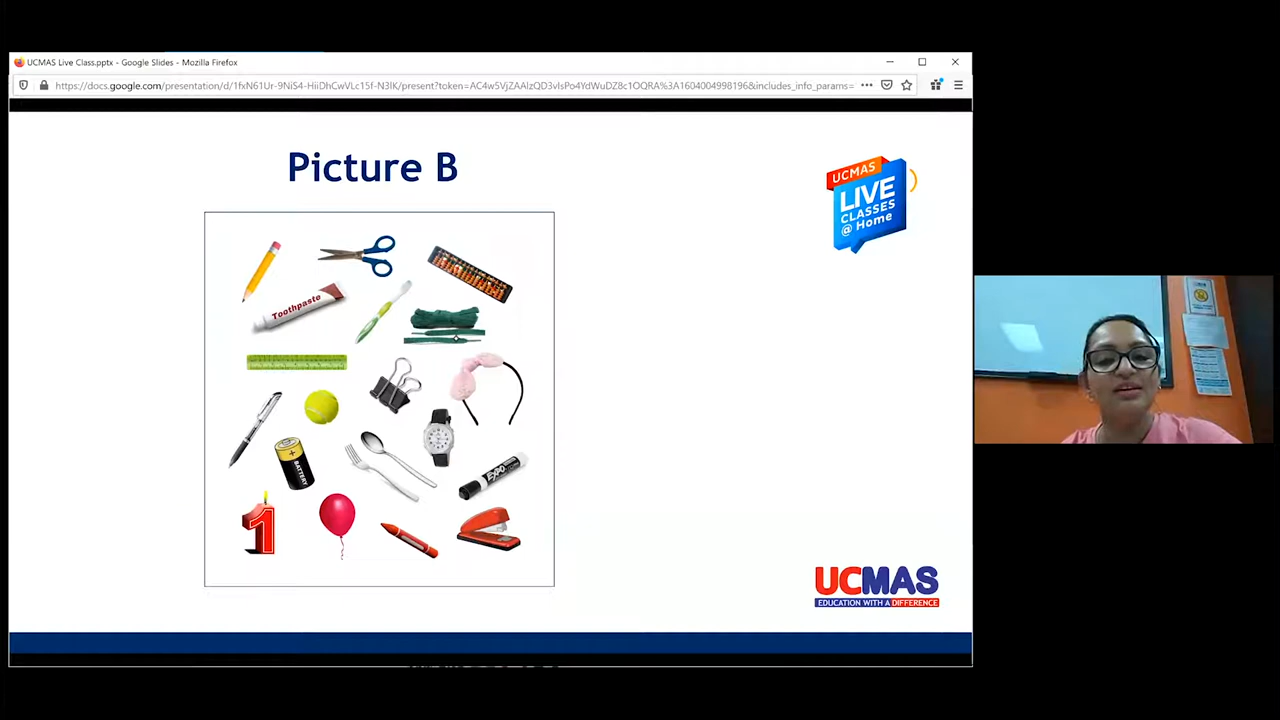 UCMAS Live Class.pptx - Google Slides - Mozilla Firefox
Picture B
UCMAS
LIVE
CLASSES
@ Home
Toothpaste
BATTERY
EXPO
1
UCMAS
EDUCATION WITH A DIFFERENCE